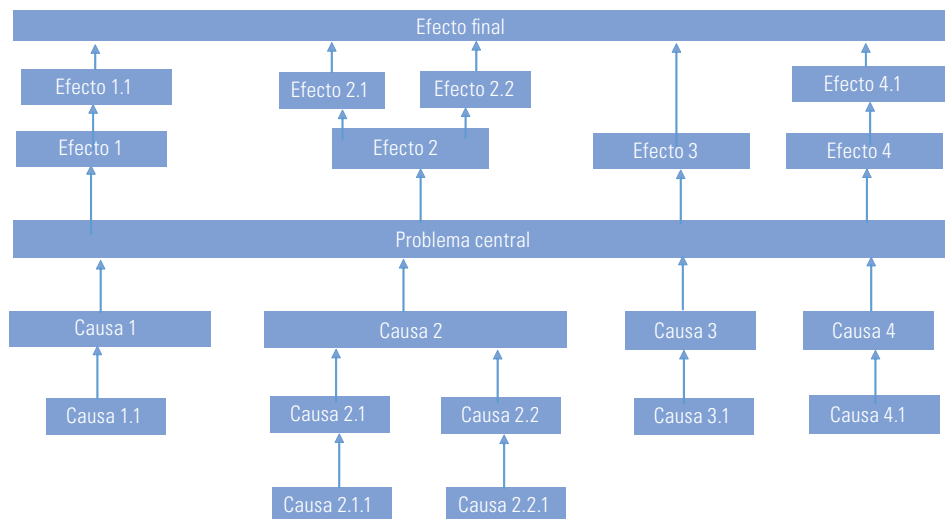 Efecto final
Efecto 1.1
Efecto 2.1
Efecto 2.2
Efecto 4.1
Efecto 1
Efecto 2
Efecto 3
Efecto 4
Problema central
Causa 1
Causa 2
Causa 3
Causa 4
Causa 1.1
Causa 2.1
Causa 2.2
Causa 3.1
Causa 4.1
Causa 2.1.1
Causa 2.2.1